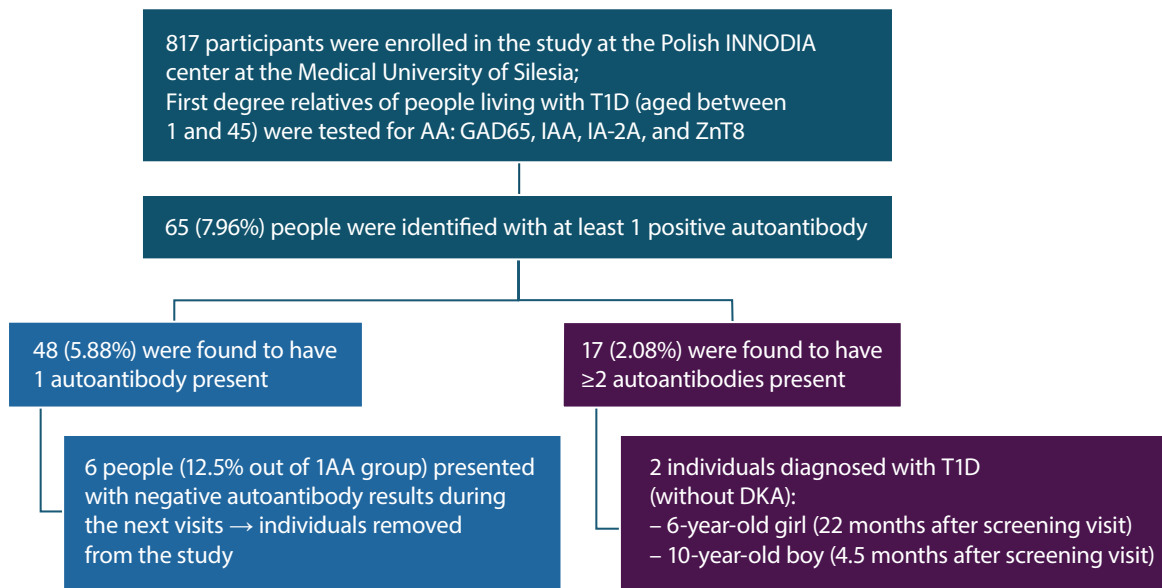 817 participants were enrolled in the study at the Polish INNODIA
center at the Medical University of Silesia;
First degree relatives of people living with T1D (aged between
1 and 45) were tested for AA: GAD65, IAA, IA-2A, and ZnT8
65 (7.96%) people were identified with at least 1 positive autoantibody
48 (5.88%) were found to have
1 autoantibody present
17 (2.08%) were found to have
≥2 autoantibodies present
6 people (12.5% out of 1AA group) presented
with negative autoantibody results during
the next visits → individuals removed
from the study
2 individuals diagnosed with T1D
(without DKA):
– 6-year-old girl (22 months after screening visit)
– 10-year-old boy (4.5 months after screening visit)